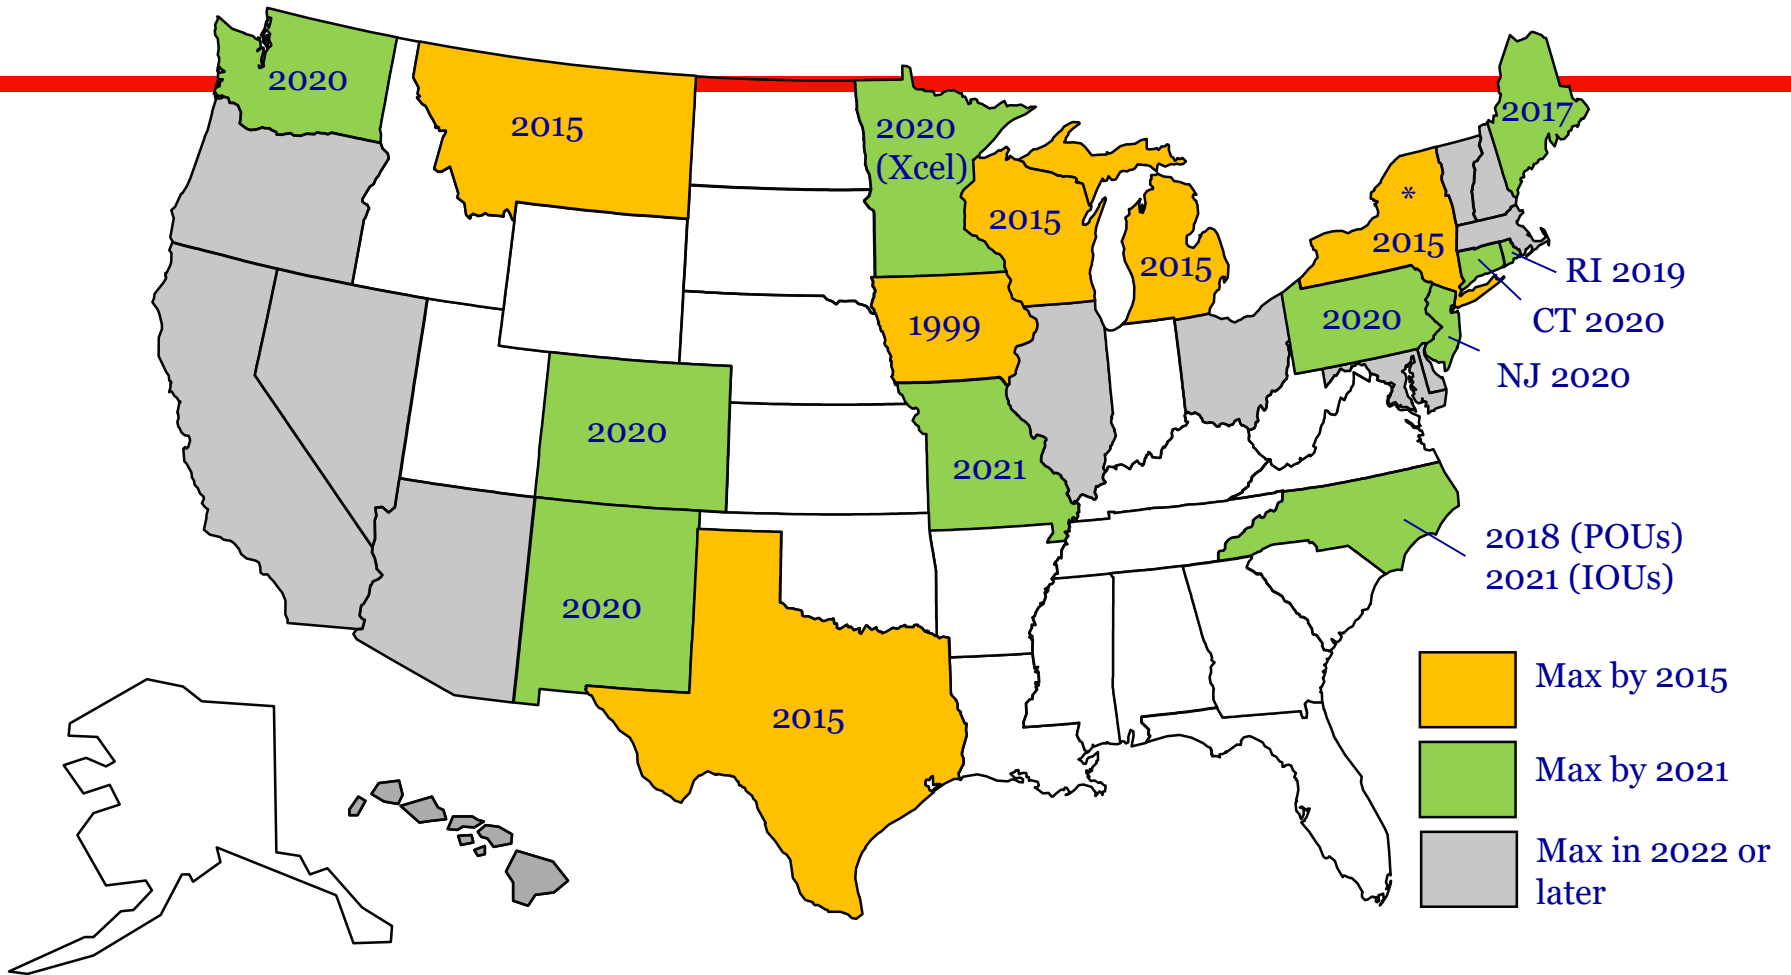 2020
2015
2020
(Xcel)
2017
*
2015
2015
2015
RI 2019
1999
2020
CT 2020
NJ 2020
2020
2021
2018 (POUs)
2021 (IOUs)
2020
2015
Max by 2015
Max by 2021
Max in 2022 or
later